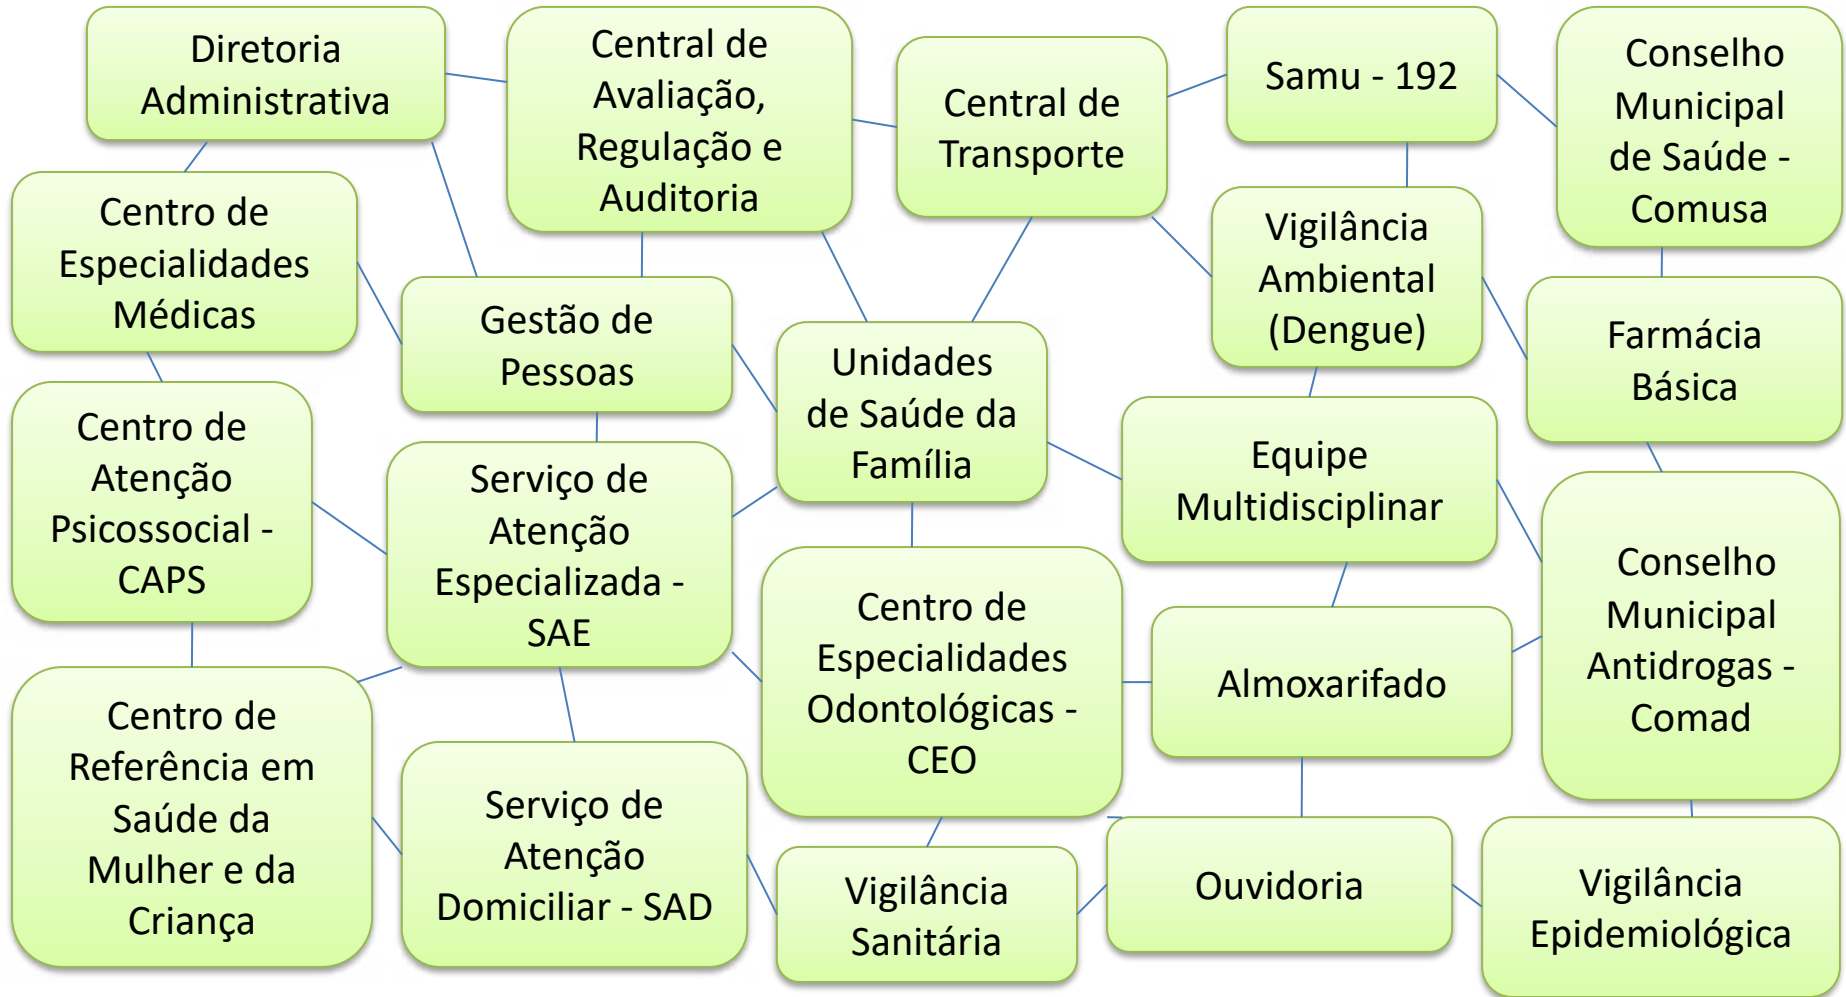 Diretoria
Administrativa
Central de
Avaliação,
Regulação e
Auditoria
Central de
Transporte
Samu - 192
Conselho
Municipal
de Saúde -
Comusa
Centro de
Especialidades
Médicas
Gestão de
Pessoas
Unidades
de Saúde da
Família
Vigilância
Ambiental
(Dengue)
Farmácia
Básica
Centro de
Atenção
Psicossocial -
CAPS
Serviço de
Atenção
Especializada -
SAE
Equipe
Multidisciplinar
Centro de
Especialidades
Odontológicas -
CEO
Almoxarifado
Conselho
Municipal
Antidrogas -
Comad
Centro de
Referência em
Saúde da
Mulher e da
Criança
Serviço de
Atenção
Domiciliar - SAD
Vigilância
Sanitária
Ouvidoria
Vigilância
Epidemiológica